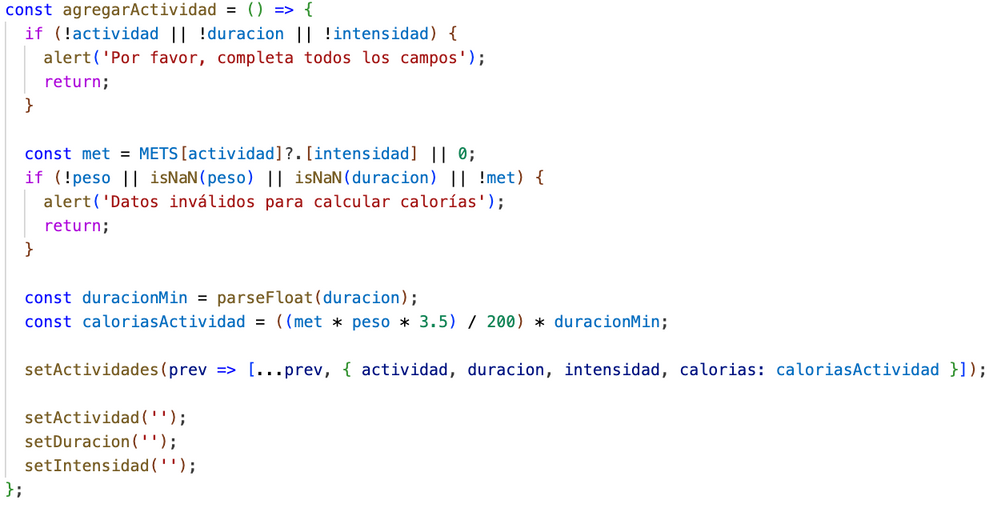 const agregarActividad = () => {
  if (!actividad || !duracion || !intensidad) {
    alert('Por favor, completa todos los campos');
    return;
  }

  const met = METS[actividad]?.[intensidad] || 0;
  if (!peso || isNaN(peso) || isNaN(duracion) || !met) {
    alert('Datos inválidos para calcular calorías');
    return;
  }

  const duracionMin = parseFloat(duracion);
  const caloriasActividad = ((met * peso * 3.5) / 200) * duracionMin;

  setActividades(prev => [...prev, { actividad, duracion, intensidad, calorias: caloriasActividad }]);

  setActividad('');
  setDuracion('');
  setIntensidad('');
};